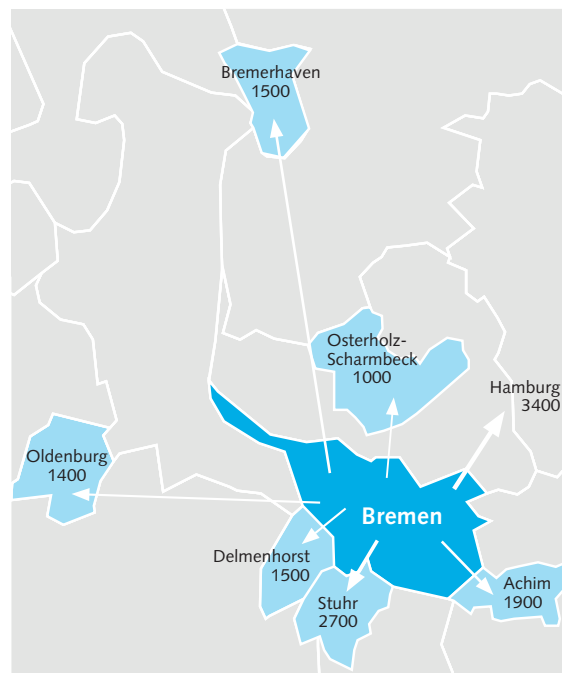 Bremerhaven
1500
Osterholz-
Scharmbeck
1000
Hamburg
3400
Oldenburg
1400
Bremen
Delmenhorst
1500
Stuhr
2700
Achim
1900